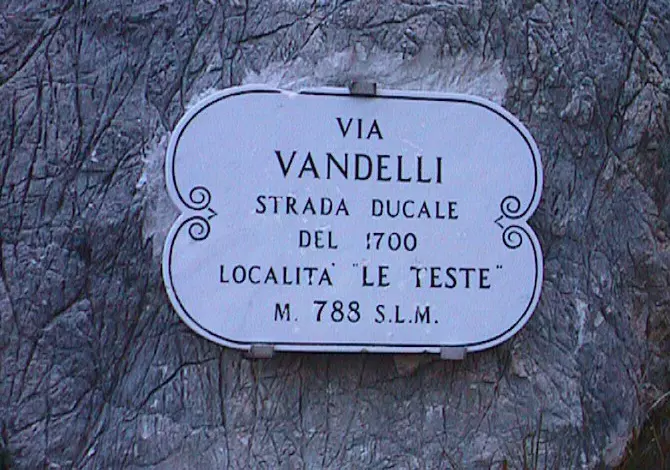 VIA
VANDELLI
STRADA DUCALE
DEL 1700
LOCALITA' "LE TESTE"
M. 788 S.L.M.